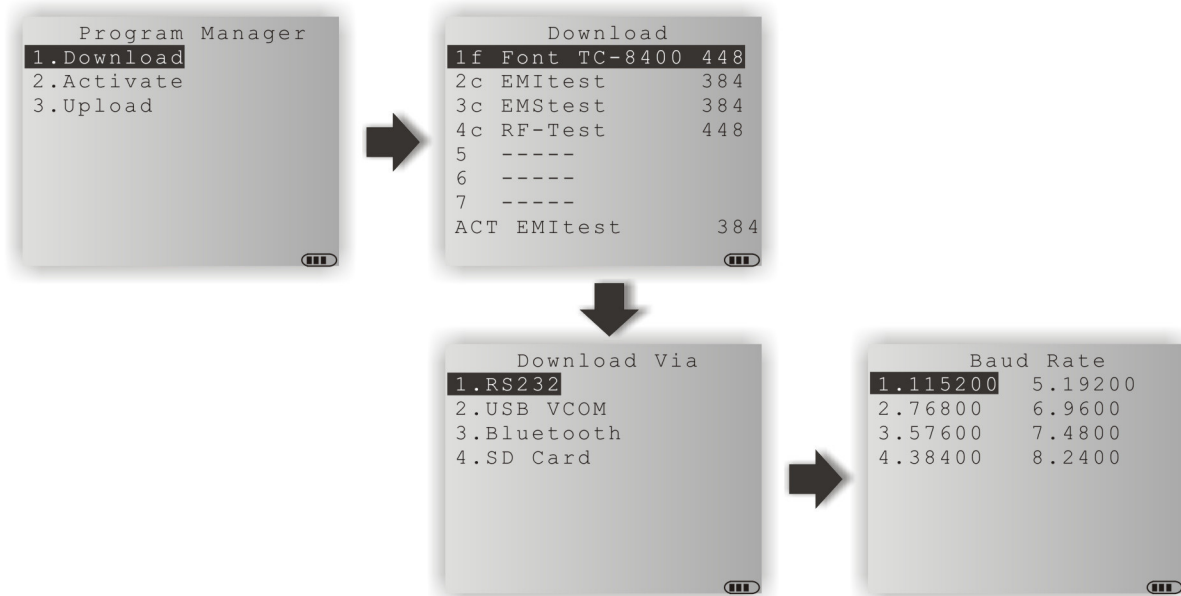 Program Manager
1.Download
2.Activate
3.Upload
Download
1f Font TC-8400 448
2c EMItest 384
3c EMStest 384
4c RF-Test 448
5 -----
6 -----
7 -----
ACT EMItest 384
Download Via
1.RS232
2.USB VCOM
3.Bluetooth
4.SD Card
Baud Rate
1.115200 5.19200
2.76800 6.9600
3.57600 7.4800
4.38400 8.2400